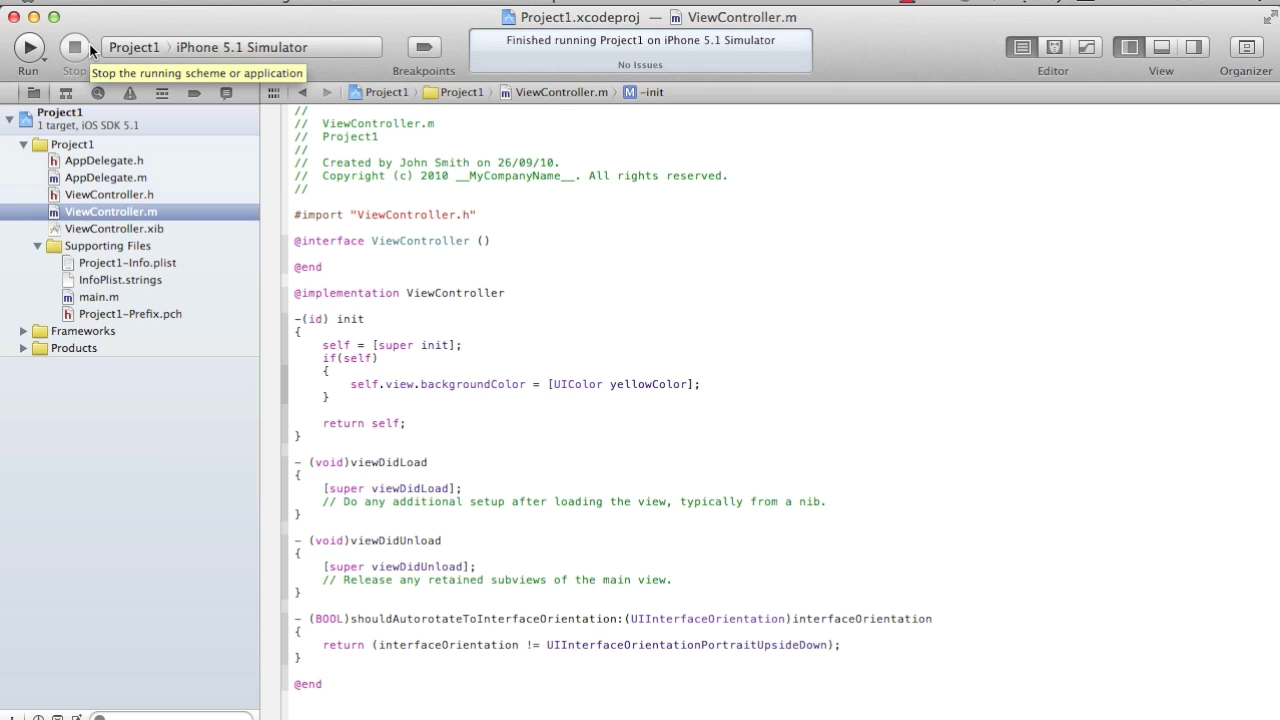 Project1.xcodeproj — ViewController.m
Project1 〉 iPhone 5.1 Simulator
Finished running Project1 on iPhone 5.1 Simulator
No Issues
Run
Stop
Breakpoints
Editor
View
Organizer
Stop the running scheme or application
Project1 〉 Project1 〉 ViewController.m 〉 M -init
Project1
1 target, iOS SDK 5.1
Project1
h AppDelegate.h
m AppDelegate.m
h ViewController.h
m ViewController.m
ViewController.xib
Supporting Files
Project1-Info.plist
InfoPlist.strings
m main.m
h Project1-Prefix.pch
Frameworks
Products
//
//  ViewController.m
//  Project1
//
//  Created by John Smith on 26/09/10.
//  Copyright (c) 2010 __MyCompanyName__. All rights reserved.
//
#import "ViewController.h"
@interface ViewController ()
@end
@implementation ViewController
-(id) init
{
    self = [super init];
    if(self)
    {
        self.view.backgroundColor = [UIColor yellowColor];
    }
    return self;
}
- (void)viewDidLoad
{
    [super viewDidLoad];
    // Do any additional setup after loading the view, typically from a nib.
}
- (void)viewDidUnload
{
    [super viewDidUnload];
    // Release any retained subviews of the main view.
}
- (BOOL)shouldAutorotateToInterfaceOrientation:(UIInterfaceOrientation)interfaceOrientation
{
    return (interfaceOrientation != UIInterfaceOrientationPortraitUpsideDown);
}
@end